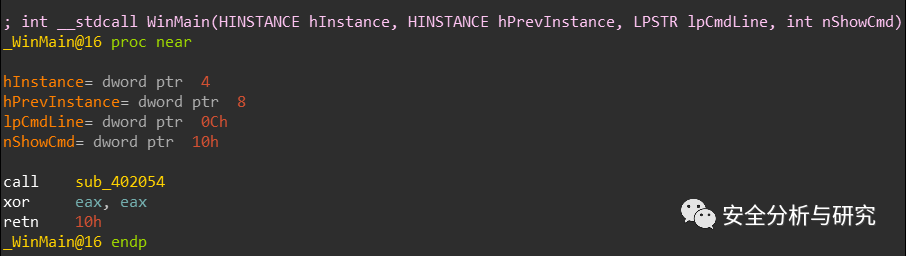 ; int __stdcall WinMain(HINSTANCE hInstance, HINSTANCE hPrevInstance, LPSTR lpCmdLine, int nShowCmd)
_WinMain@16 proc near
hInstance= dword ptr  4
hPrevInstance= dword ptr  8
lpCmdLine= dword ptr  0Ch
nShowCmd= dword ptr  10h
call    sub_402054
xor     eax, eax
retn    10h
安全分析与研究
_WinMain@16 endp